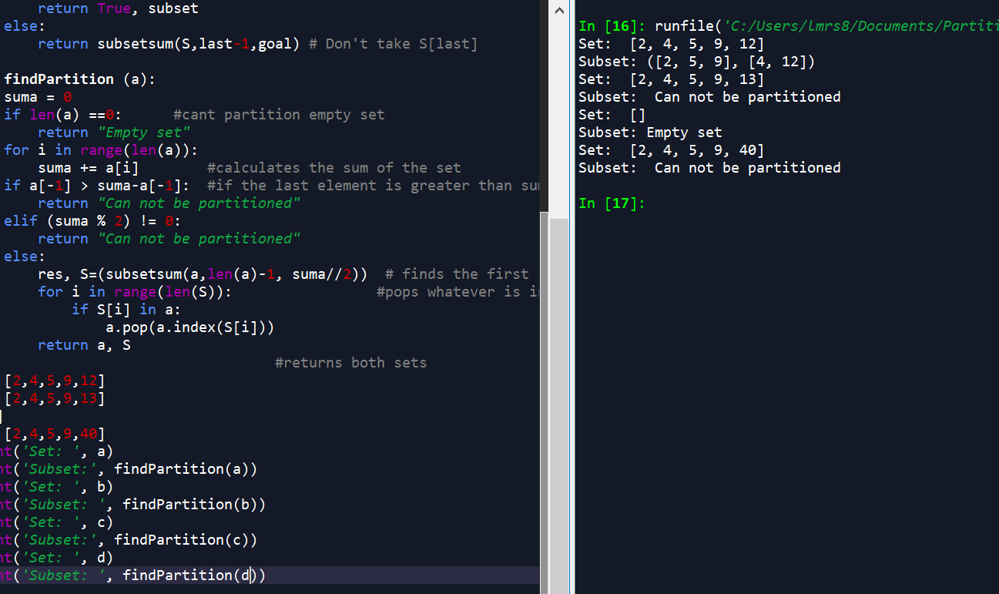 return True, subset
else:
return subsetsum(S,last-1,goal) # Don't take S[last]
findPartition (a):
suma = 0
if len(a) ==0: #cant partition empty set
return "Empty set"
for i in range(len(a)):
suma += a[i] #calculates the sum of the set
if a[-1] > suma-a[-1]: #if the last element is greater than
return "Can not be partitioned"
elif (suma % 2) != 0:
return "Can not be partitioned"
else:
res, S=(subsetsum(a,len(a)-1, suma//2)) # finds the first
for i in range(len(S)): #pops whatever is
if S[i] in a:
a.pop(a.index(S[i]))
return a, S
#returns both sets
[2,4,5,9,12]
[2,4,5,9,13]
]
[2,4,5,9,40]
nt('Set: ', a)
nt('Subset:', findPartition(a))
nt('Set: ', b)
nt('Subset: ', findPartition(b))
nt('Set: ', c)
nt('Subset:', findPartition(c))
nt('Set: ', d)
nt('Subset: ', findPartition(d))
In [16]: runfile('C:/Users/lmrs8/Documents/Partiti
Set:  [2, 4, 5, 9, 12]
Subset: ([2, 5, 9], [4, 12])
Set:  [2, 4, 5, 9, 13]
Subset:  Can not be partitioned
Set:  []
Subset: Empty set
Set:  [2, 4, 5, 9, 40]
Subset:  Can not be partitioned
In [17]: